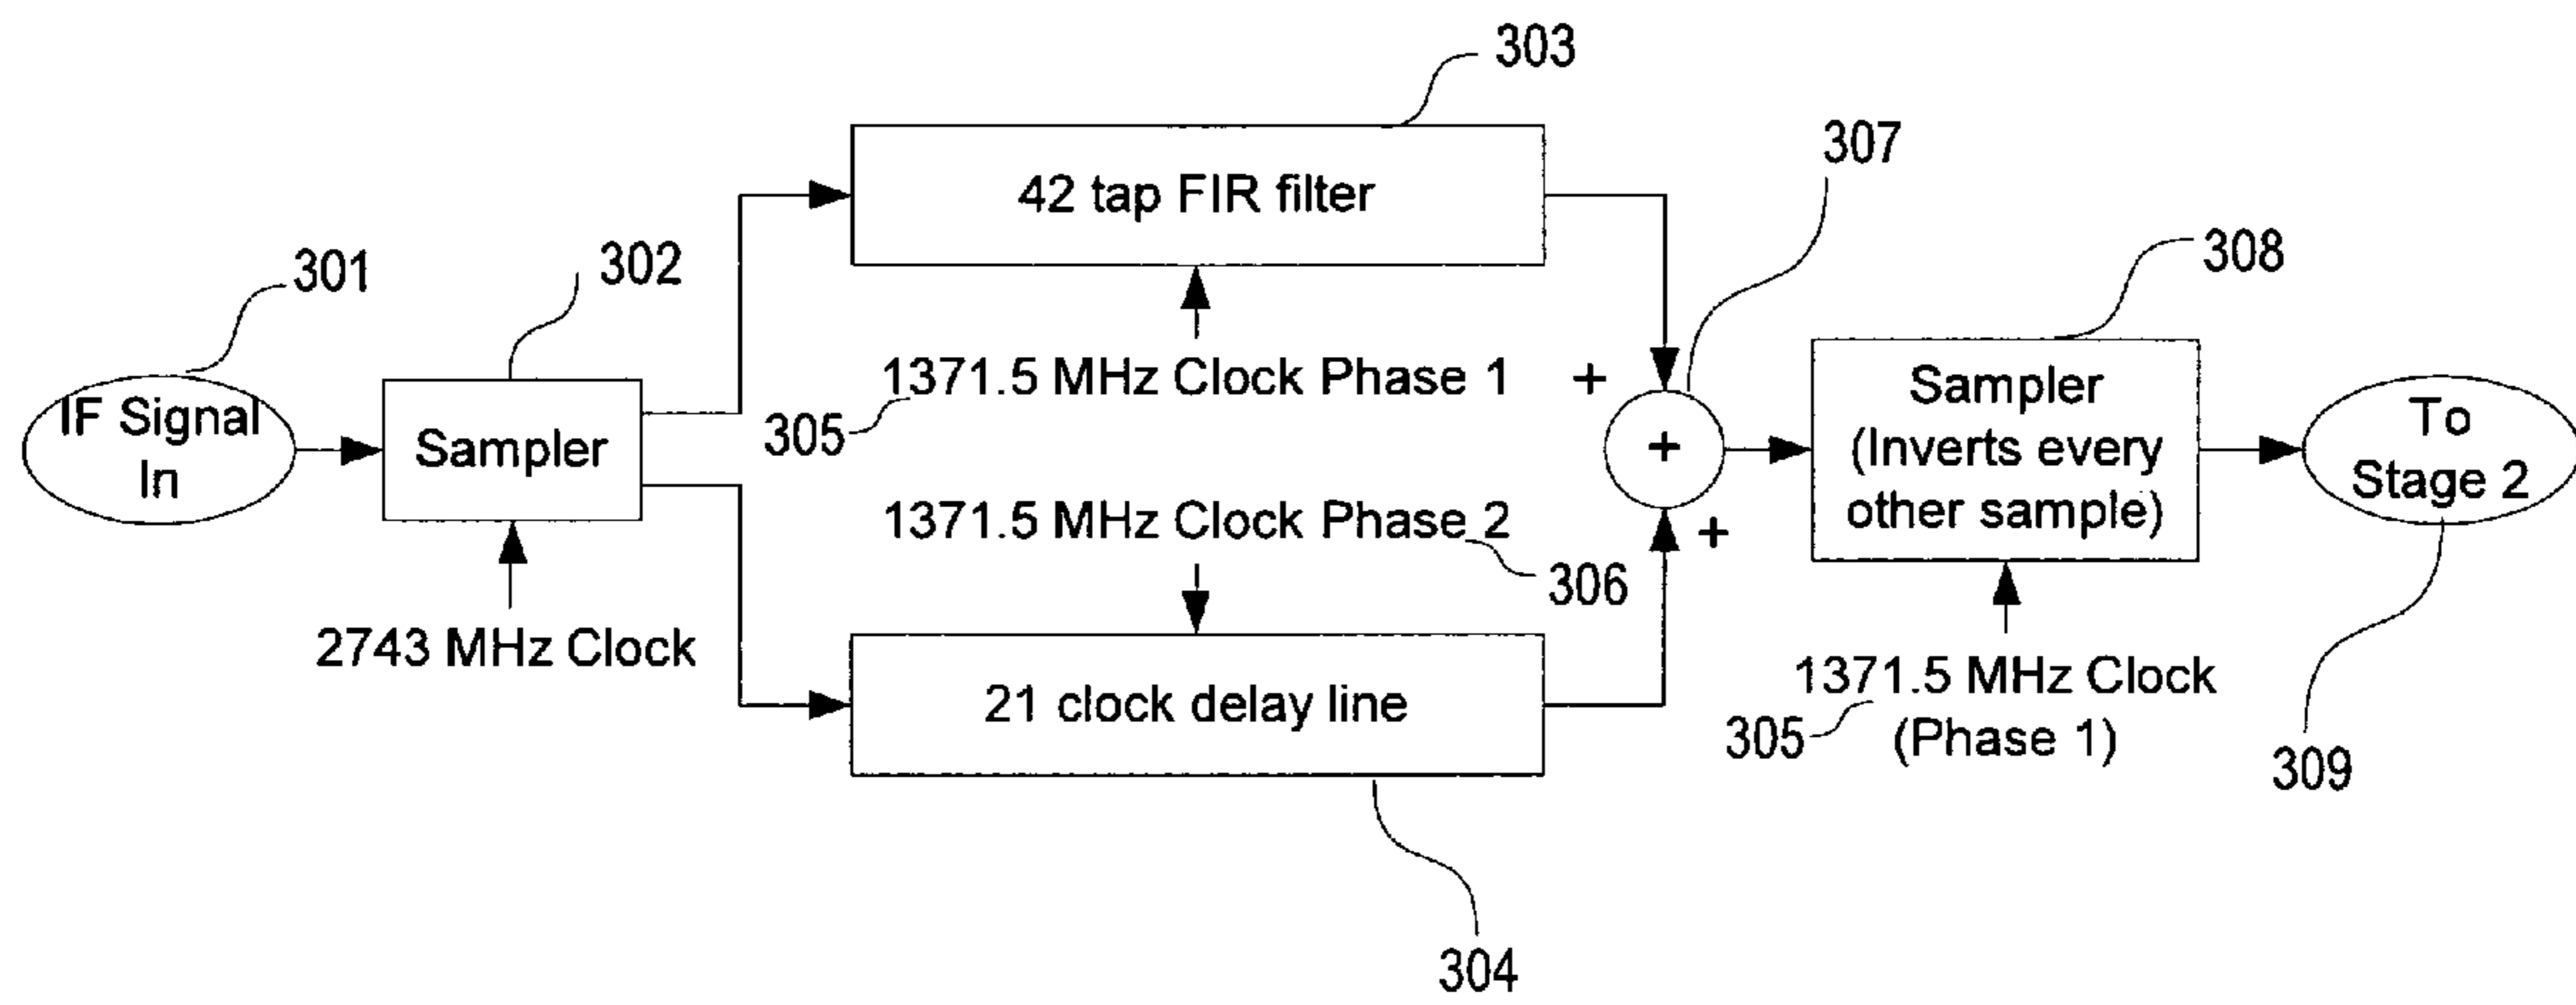 303
307
42 tap FIR filter
308
301
302
1371.5 MHz Clock Phase 1
+
305
IF Signal
In
Sampler
+
Sampler
(Inverts every
other sample)
To
Stage 2
1371.5 MHz Clock Phase 2
+
306
2743 MHz Clock
21 clock delay line
1371.5 MHz Clock
(Phase 1)
305
309
304